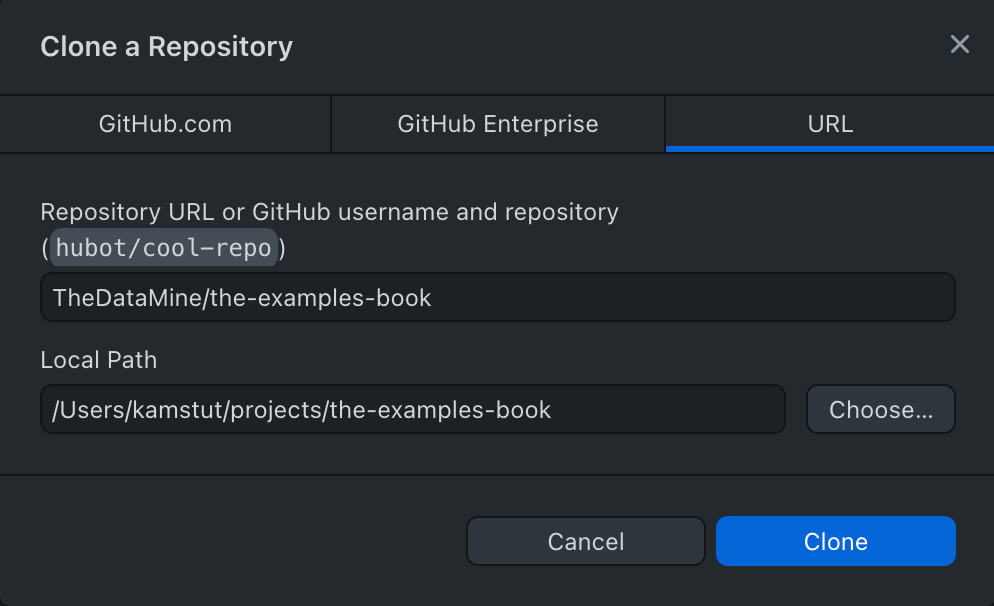 Clone a Repository
GitHub.com
GitHub Enterprise
URL
Repository URL or GitHub username and repository
(hubot/cool-repo)
TheDataMine/the-examples-book
Local Path
/Users/kamstut/projects/the-examples-book
Choose...
Cancel
Clone